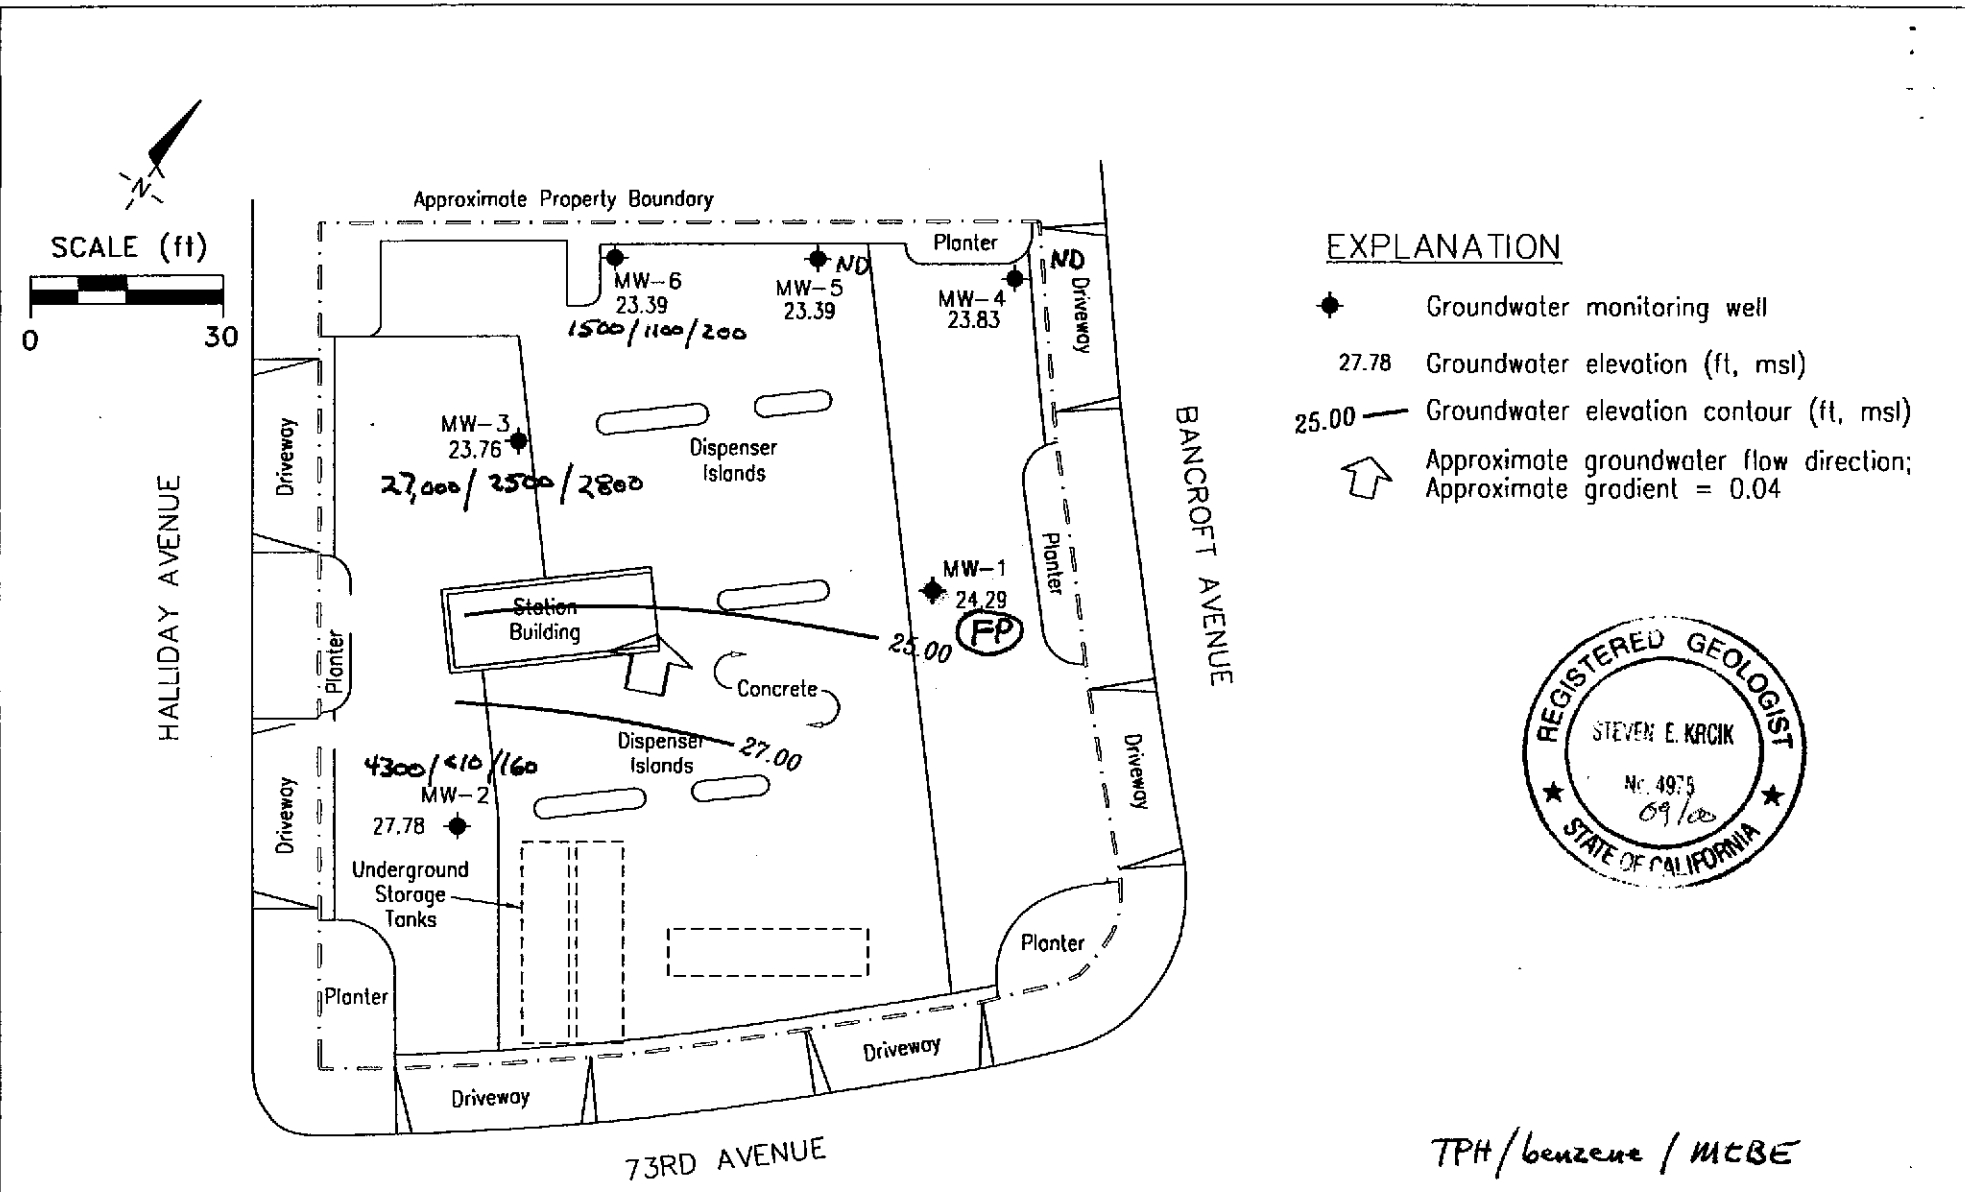 N
SCALE (ft)
0 30
Approximate Property Boundary
Planter
MW-6
23.39
1500/1100/200
ND
MW-5
23.39
ND
MW-4
23.83
Driveway
MW-3
23.76
27,000/2500/2800
Dispenser
Islands
Driveway
HALLIDAY AVENUE
BANCROFT AVENUE
Planter
MW-1
24.29
FP
Station
Building
25.00
Planter
Concrete
Dispenser
Islands
27.00
4300/<10/160
MW-2
27.78
Driveway
Driveway
Underground
Storage
Tanks
Planter
Planter
Driveway
Driveway
73RD AVENUE
EXPLANATION
Groundwater monitoring well
27.78 Groundwater elevation (ft, msl)
25.00 Groundwater elevation contour (ft, msl)
Approximate groundwater flow direction;
Approximate gradient = 0.04
REGISTERED GEOLOGIST
STEVEN E. KRCIK
No. 4975
09/00
STATE OF CALIFORNIA
TPH/benzene/MtBE